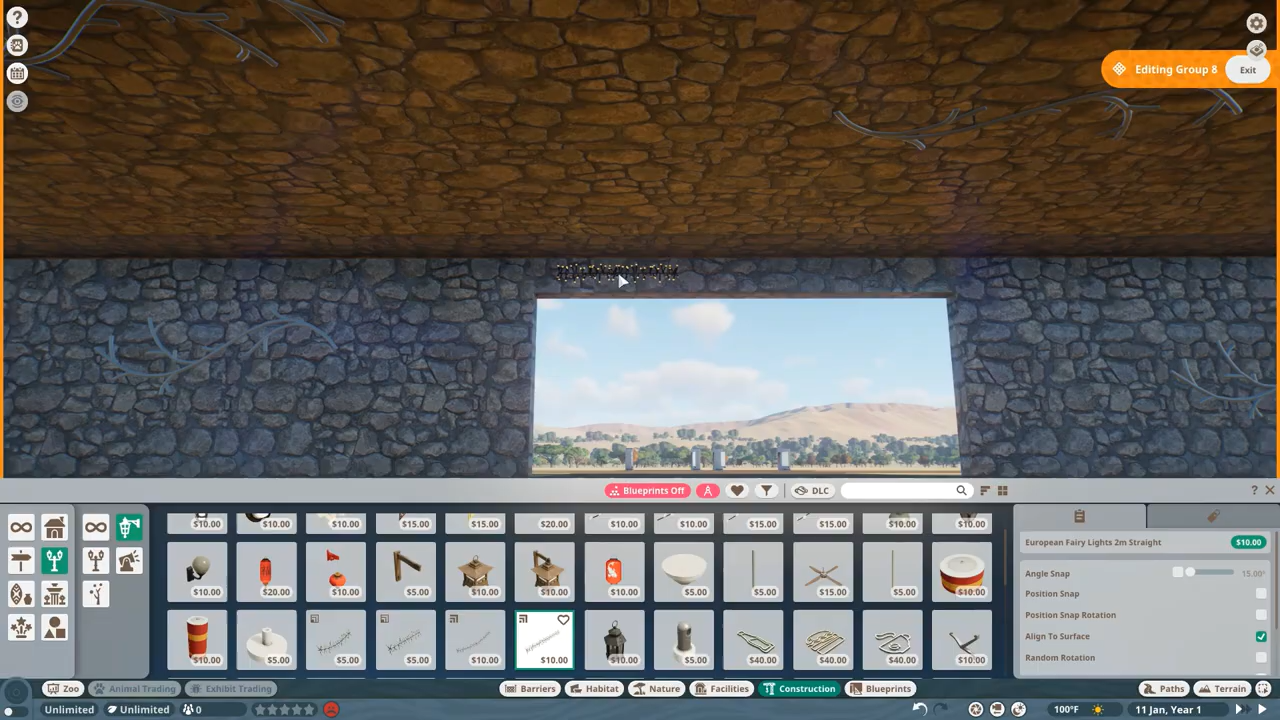 ?
Editing Group 8
Exit
Blueprints Off
DLC
?
$10.00 $10.00 $10.00 $15.00 $15.00 $20.00 $10.00 $10.00 $15.00 $15.00 $10.00 $10.00
$10.00 $20.00 $10.00 $5.00 $10.00 $10.00 $10.00 $5.00 $5.00 $15.00 $5.00 $10.00
$10.00 $5.00 $5.00 $5.00 $10.00 $10.00 $10.00 $5.00 $40.00 $40.00 $40.00 $10.00
European Fairy Lights 2m Straight $10.00
Angle Snap 15.00°
Position Snap
Position Snap Rotation
Align To Surface
Random Rotation
Zoo Animal Trading Exhibit Trading Barriers Habitat Nature Facilities Construction Blueprints Paths Terrain
Unlimited Unlimited 0 100°F 11 Jan, Year 1